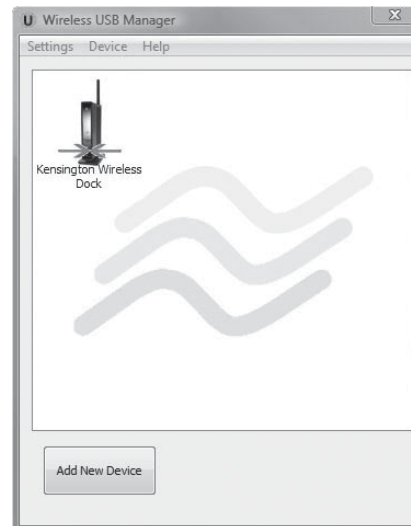 U Wireless USB Manager
Settings Device Help
Kensington Wireless
Dock
Add New Device